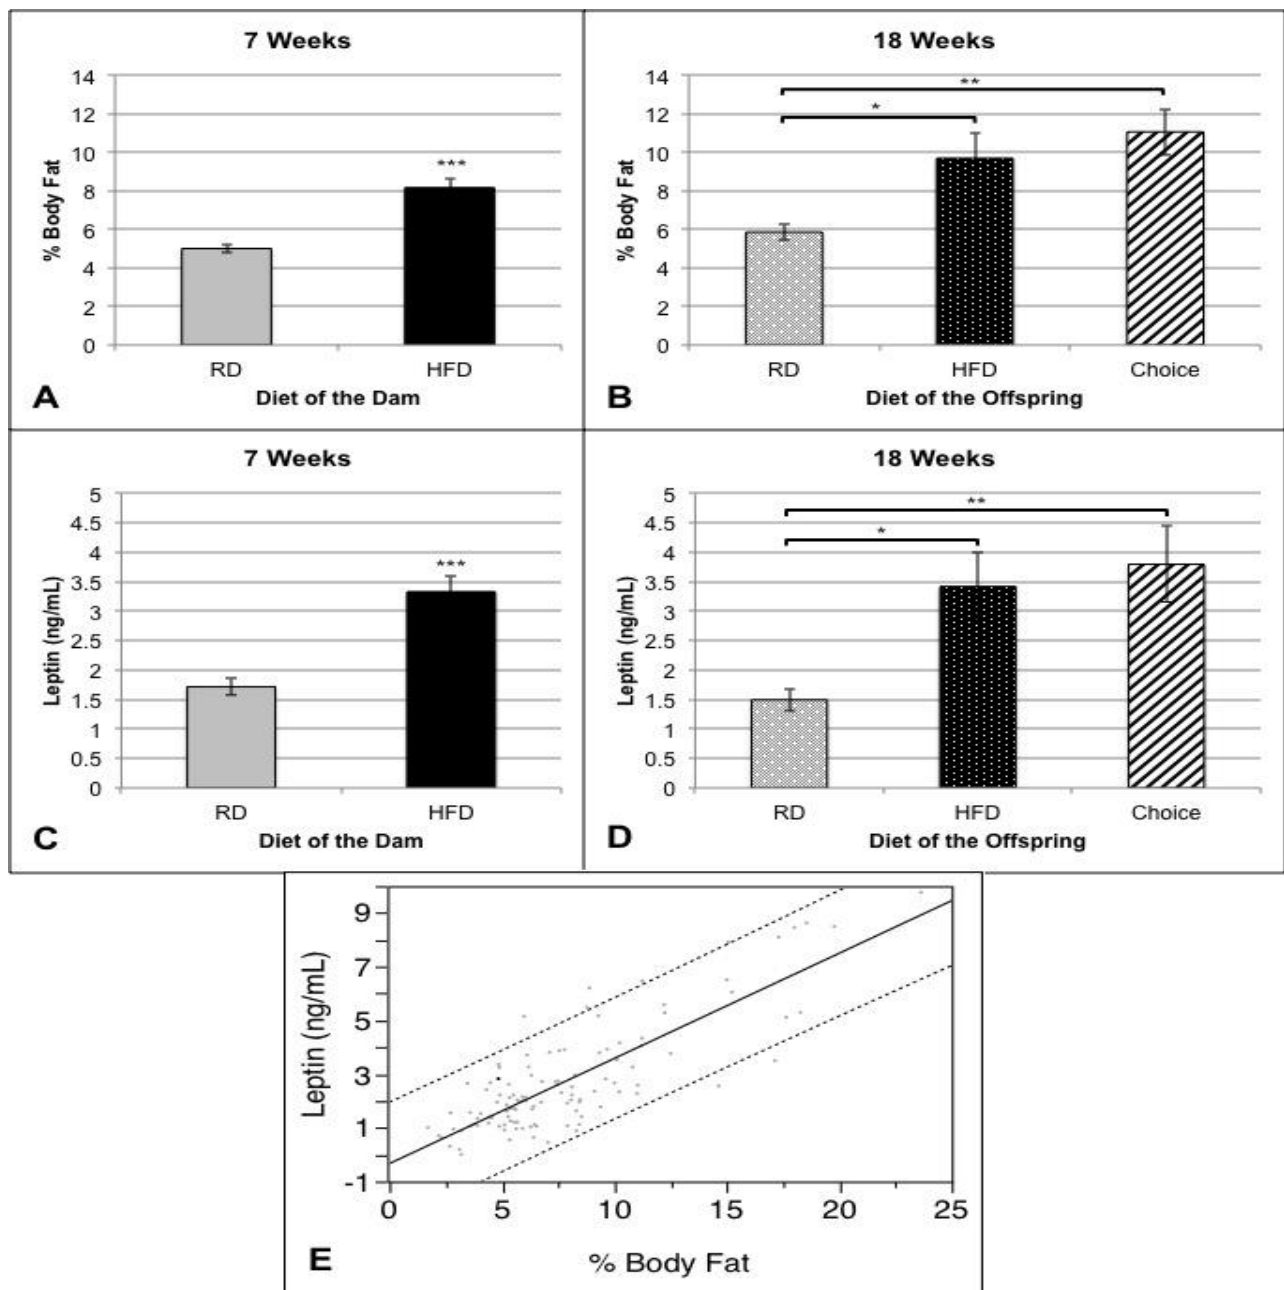 7 Weeks
% Body Fat
14
12
10
8
6
4
2
0
***
RD
HFD
Diet of the Dam
A
18 Weeks
% Body Fat
14
12
10
8
6
4
2
0
**
*
RD
HFD
Choice
Diet of the Offspring
B
7 Weeks
Leptin (ng/mL)
5
4.5
4
3.5
3
2.5
2
1.5
1
0.5
0
***
RD
HFD
Diet of the Dam
C
18 Weeks
Leptin (ng/mL)
5
4.5
4
3.5
3
2.5
2
1.5
1
0.5
0
**
*
RD
HFD
Choice
Diet of the Offspring
D
Leptin (ng/mL)
9
7
5
3
1
-1
0
5
10
15
20
25
% Body Fat
E